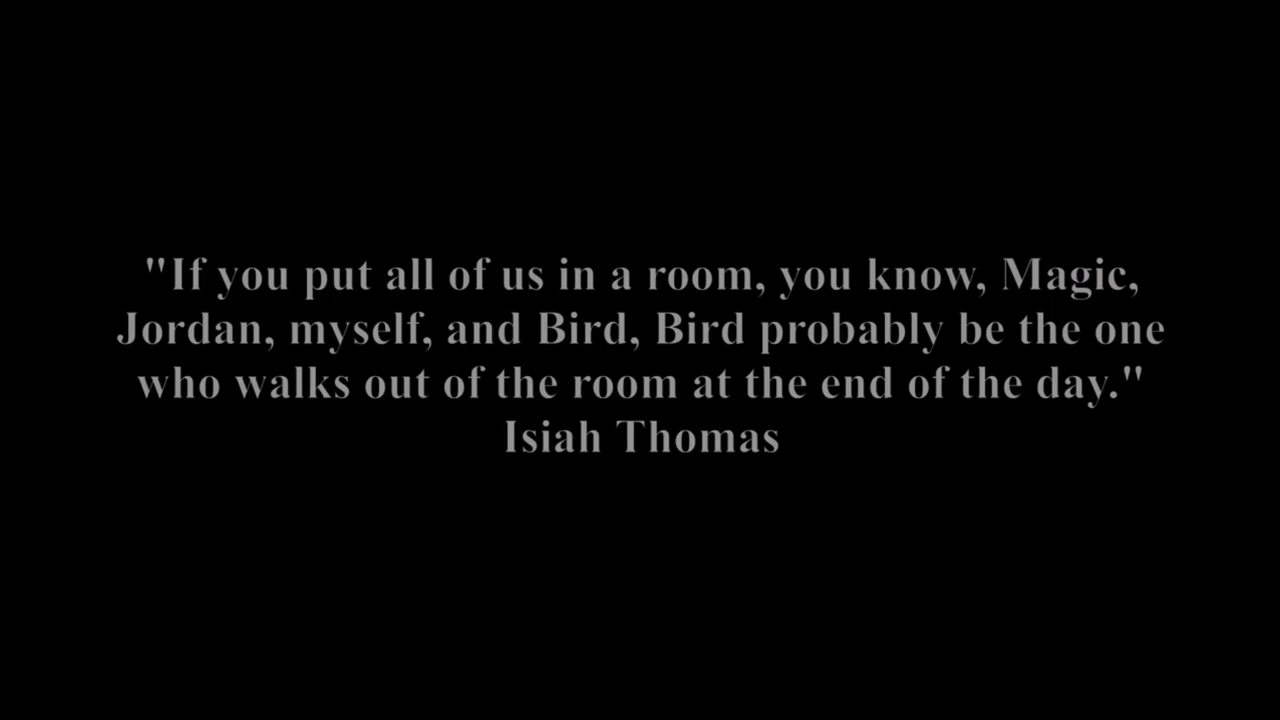 "If you put all of us in a room, you know, Magic,
Jordan, myself, and Bird, Bird probably be the one
who walks out of the room at the end of the day."
Isiah Thomas